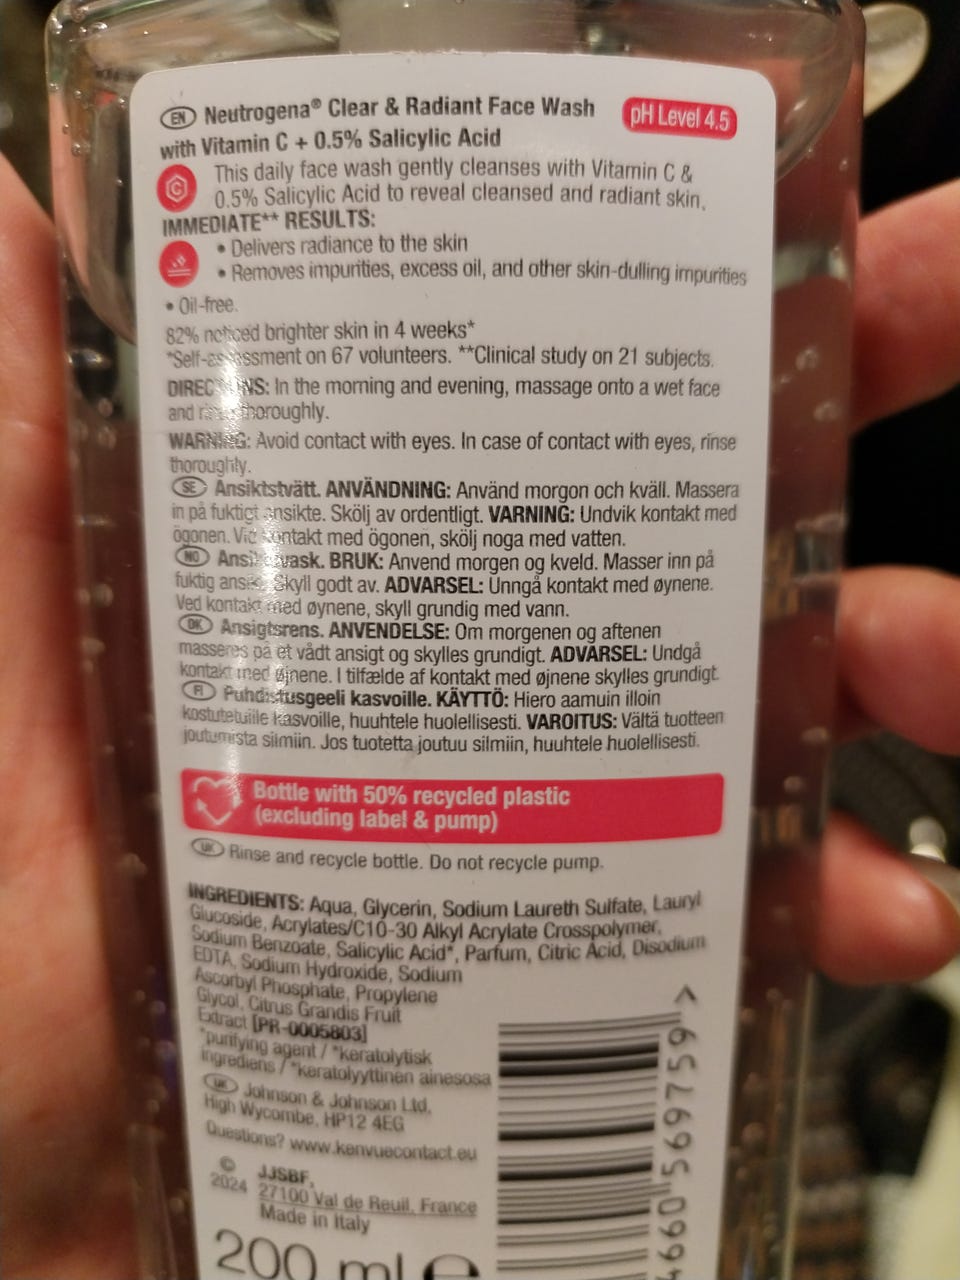 EN Neutrogena® Clear & Radiant Face Wash
pH Level 4.5
with Vitamin C + 0.5% Salicylic Acid
This daily face wash gently cleanses with Vitamin C &
0.5% Salicylic Acid to reveal cleansed and radiant skin.
IMMEDIATE** RESULTS:
• Delivers radiance to the skin
• Removes impurities, excess oil, and other skin-dulling impurities
• Oil-free.
82% noticed brighter skin in 4 weeks*
*Self-assessment on 67 volunteers. **Clinical study on 21 subjects.
DIRECTIONS: In the morning and evening, massage onto a wet face
and rinse thoroughly.
WARNING: Avoid contact with eyes. In case of contact with eyes, rinse
thoroughly.
SE Ansiktstvätt. ANVÄNDNING: Använd morgon och kväll. Massera
in på fuktigt ansikte. Skölj av ordentligt. VARNING: Undvik kontakt med
ögonen. Vid kontakt med ögonen, skölj noga med vatten.
NO Ansiktsvask. BRUK: Anvend morgen og kveld. Masser inn på
fuktig ansikt. Skyll godt av. ADVARSEL: Unngå kontakt med øynene.
Ved kontakt med øynene, skyll grundig med vann.
DK Ansigtsrens. ANVENDELSE: Om morgenen og aftenen
masseres på et vådt ansigt og skylles grundigt. ADVARSEL: Undgå
kontakt med øjnene. I tilfælde af kontakt med øjnene skylles grundigt.
FI Puhdistusgeeli kasvoille. KÄYTTÖ: Hiero aamuin illoin
kostutetuille kasvoille, huuhtele huolellisesti. VAROITUS: Vältä tuotteen
joutumista silmiin. Jos tuotetta joutuu silmiin, huuhtele huolellisesti.
Bottle with 50% recycled plastic
(excluding label & pump)
UK Rinse and recycle bottle. Do not recycle pump.
INGREDIENTS: Aqua, Glycerin, Sodium Laureth Sulfate, Lauryl
Glucoside, Acrylates/C10-30 Alkyl Acrylate Crosspolymer,
Sodium Benzoate, Salicylic Acid*, Parfum, Citric Acid, Disodium
EDTA, Sodium Hydroxide, Sodium
Ascorbyl Phosphate, Propylene
Glycol, Citrus Grandis Fruit
Extract [PR-0005803]
*purifying agent / *keratolytisk
ingrediens / *keratolyyttinen ainesosa
UK Johnson & Johnson Ltd,
High Wycombe, HP12 4EG
Questions? www.kenvuecontact.eu
© 2024 JJSBF,
27100 Val de Reuil, France
Made in Italy
200 ml e
4660 569759 >